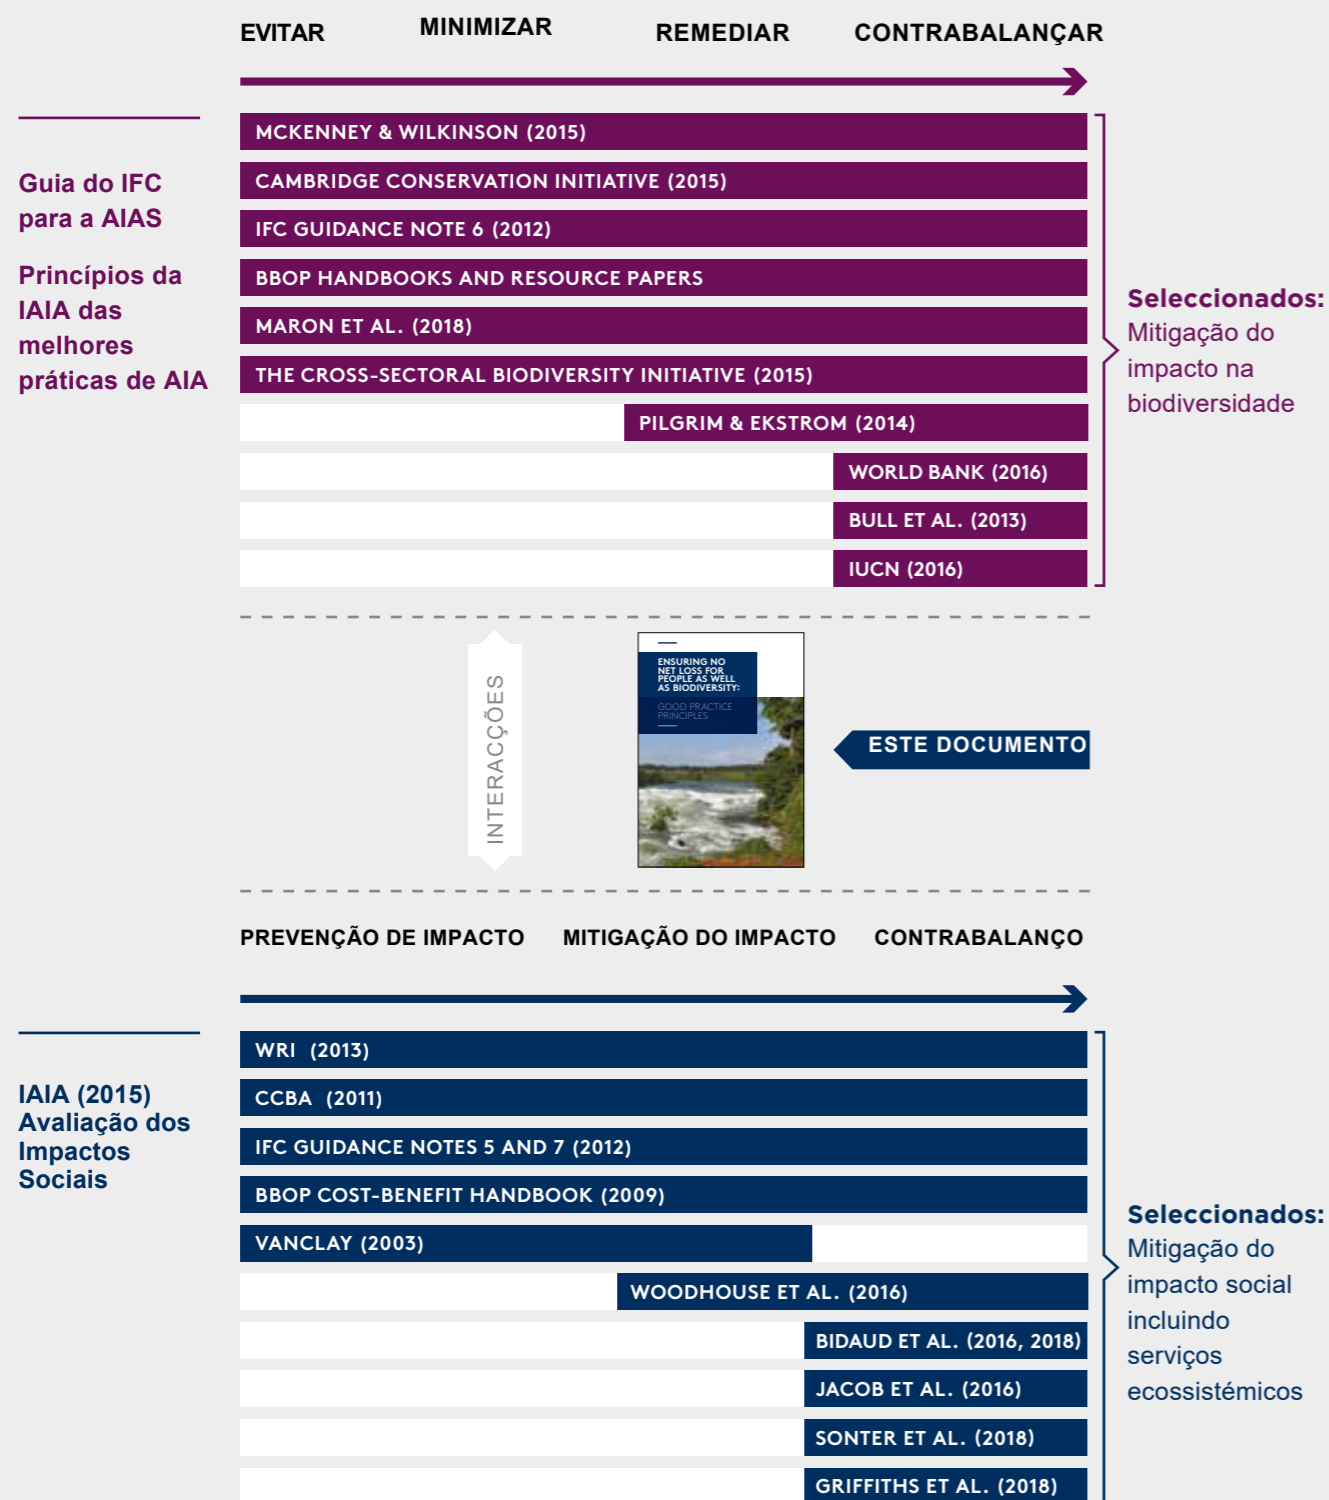 EVITAR
MINIMIZAR
REMEDIAR
CONTRABALANÇAR
Guia do IFC
para a AIAS
Princípios da
IAIA das
melhores
práticas de AIA
MCKENNEY & WILKINSON (2015)
CAMBRIDGE CONSERVATION INITIATIVE (2015)
IFC GUIDANCE NOTE 6 (2012)
BBOP HANDBOOKS AND RESOURCE PAPERS
MARON ET AL. (2018)
THE CROSS-SECTORAL BIODIVERSITY INITIATIVE (2015)
PILGRIM & EKSTROM (2014)
WORLD BANK (2016)
BULL ET AL. (2013)
IUCN (2016)
Seleccionados:
Mitigação do
impacto na
biodiversidade
INTERACÇÕES
ENSURING NO
NET LOSS FOR
PEOPLE AS WELL
AS BIODIVERSITY:
GOOD PRACTICE
PRINCIPLES
ESTE DOCUMENTO
PREVENÇÃO DE IMPACTO
MITIGAÇÃO DO IMPACTO
CONTRABALANÇO
IAIA (2015)
Avaliação dos
Impactos
Sociais
WRI (2013)
CCBA (2011)
IFC GUIDANCE NOTES 5 AND 7 (2012)
BBOP COST-BENEFIT HANDBOOK (2009)
VANCLAY (2003)
WOODHOUSE ET AL. (2016)
BIDAUD ET AL. (2016, 2018)
JACOB ET AL. (2016)
SONTER ET AL. (2018)
GRIFFITHS ET AL. (2018)
Seleccionados:
Mitigação do
impacto social
incluindo
serviços
ecossistémicos